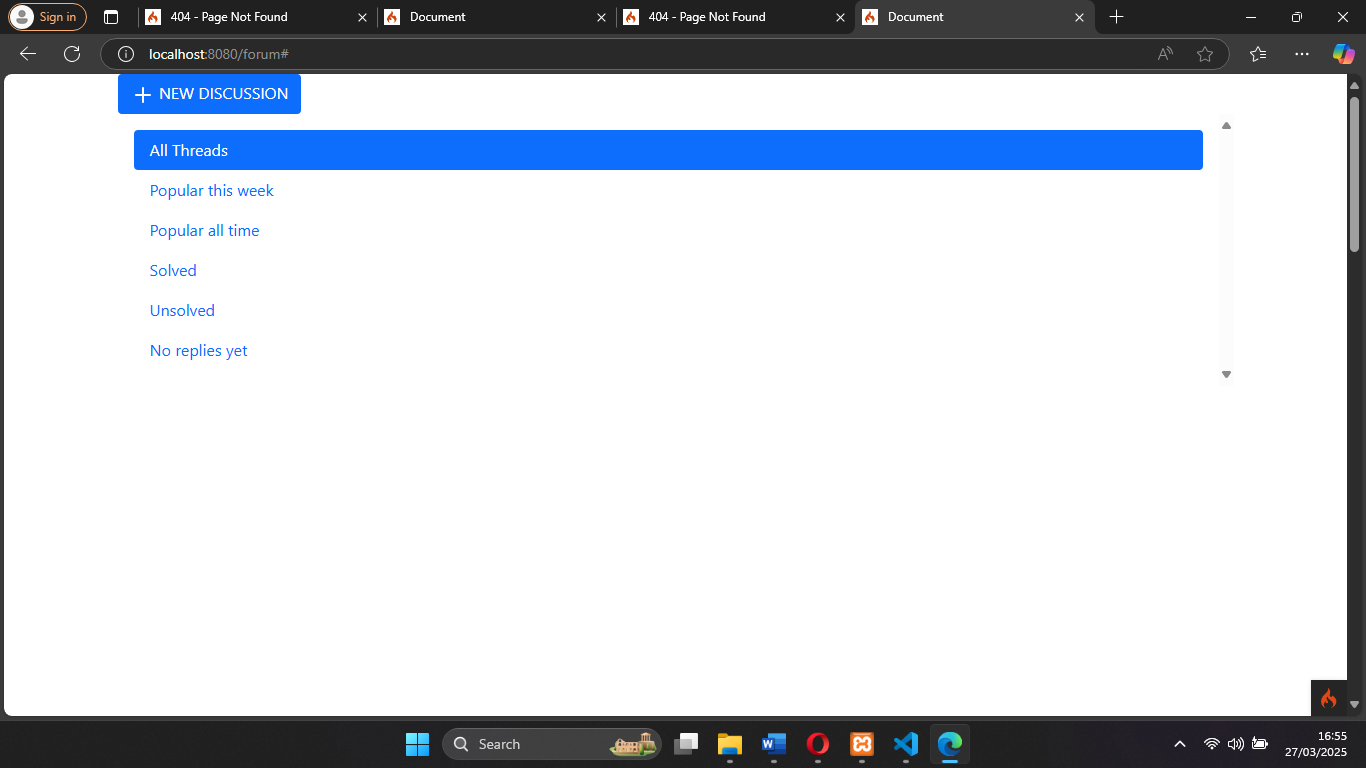 Sign in
404 - Page Not Found
Document
404 - Page Not Found
Document
localhost:8080/forum#
NEW DISCUSSION
All Threads
Popular this week
Popular all time
Solved
Unsolved
No replies yet
Search
16:55
27/03/2025